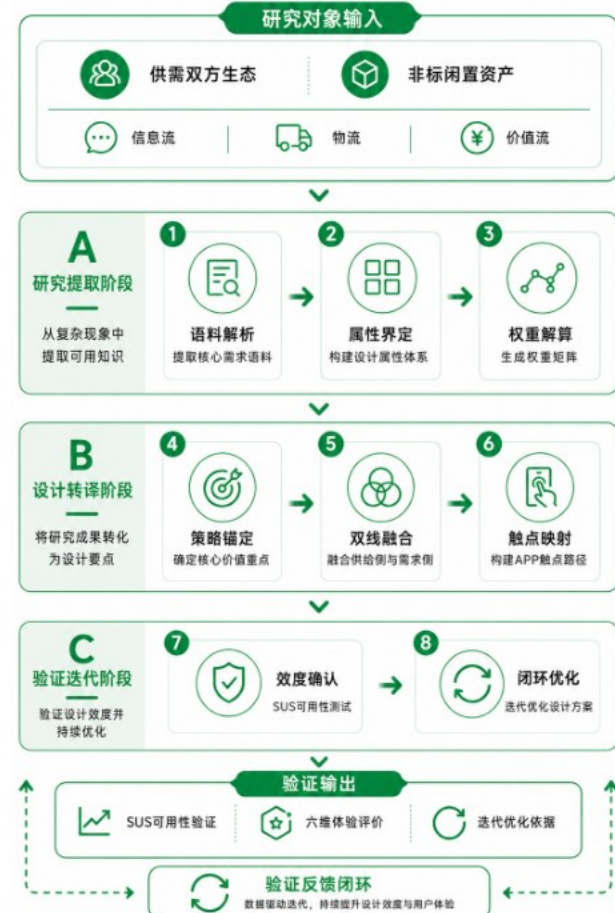 研究对象输入
供需双方生态
非标闲置资产
信息流
物流
¥
价值流
A
研究提取阶段
从复杂现象中
提取可用知识
1
语料解析
提取核心需求语料
2
属性界定
构建设计属性体系
3
权重解算
生成权重矩阵
B
设计转译阶段
将研究成果转化
为设计要点
4
策略锚定
确定核心价值重点
5
双线融合
融合供给侧与需求侧
6
触点映射
构建APP触点路径
C
验证迭代阶段
验证设计效度并
持续优化
7
效度确认
SUS可用性测试
8
闭环优化
迭代优化设计方案
验证输出
SUS可用性验证
六维体验评价
迭代优化依据
验证反馈闭环
数据驱动迭代，持续提升设计效度与用户体验